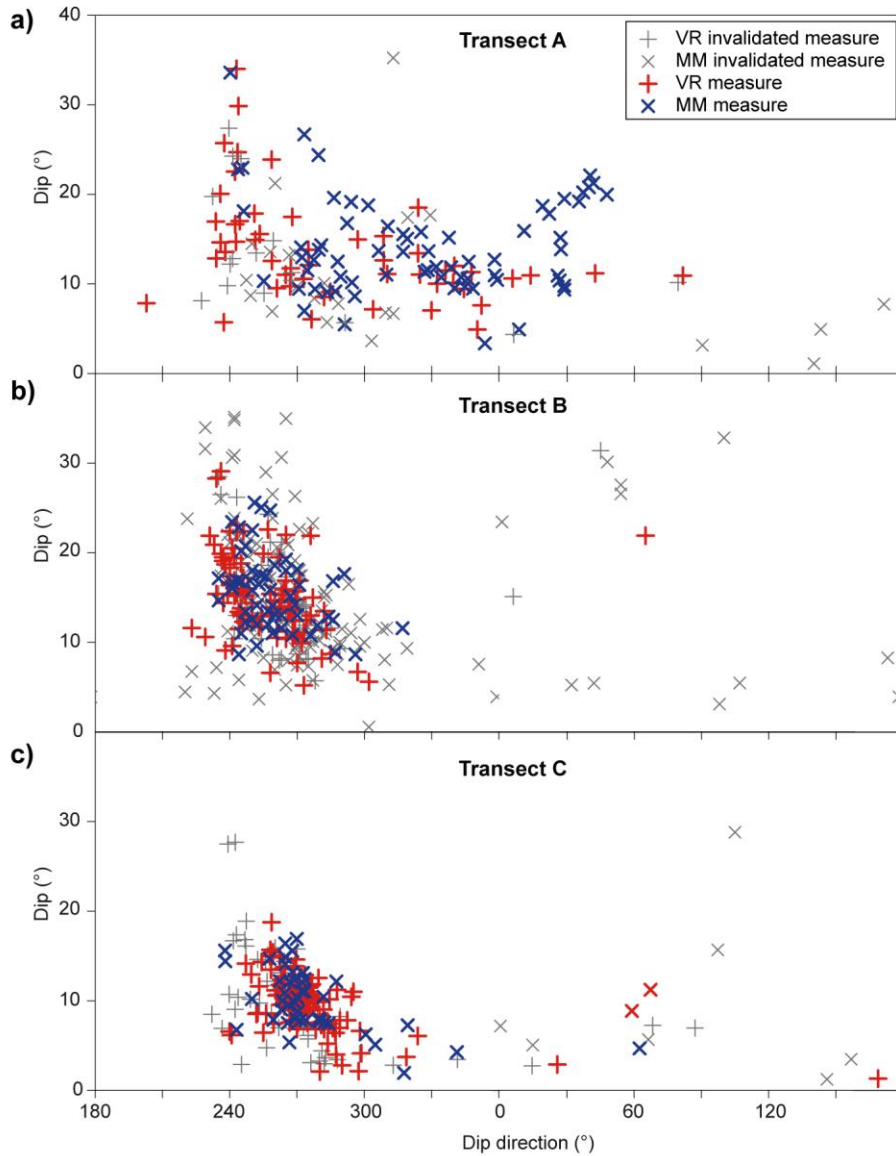 a)
Transect A
VR invalidated measure
MM invalidated measure
VR measure
MM measure
40
30
20
10
0
Dip (°)
b)
Transect B
30
20
10
0
Dip (°)
c)
Transect C
30
20
10
0
Dip (°)
180
240
300
0
60
120
Dip direction (°)